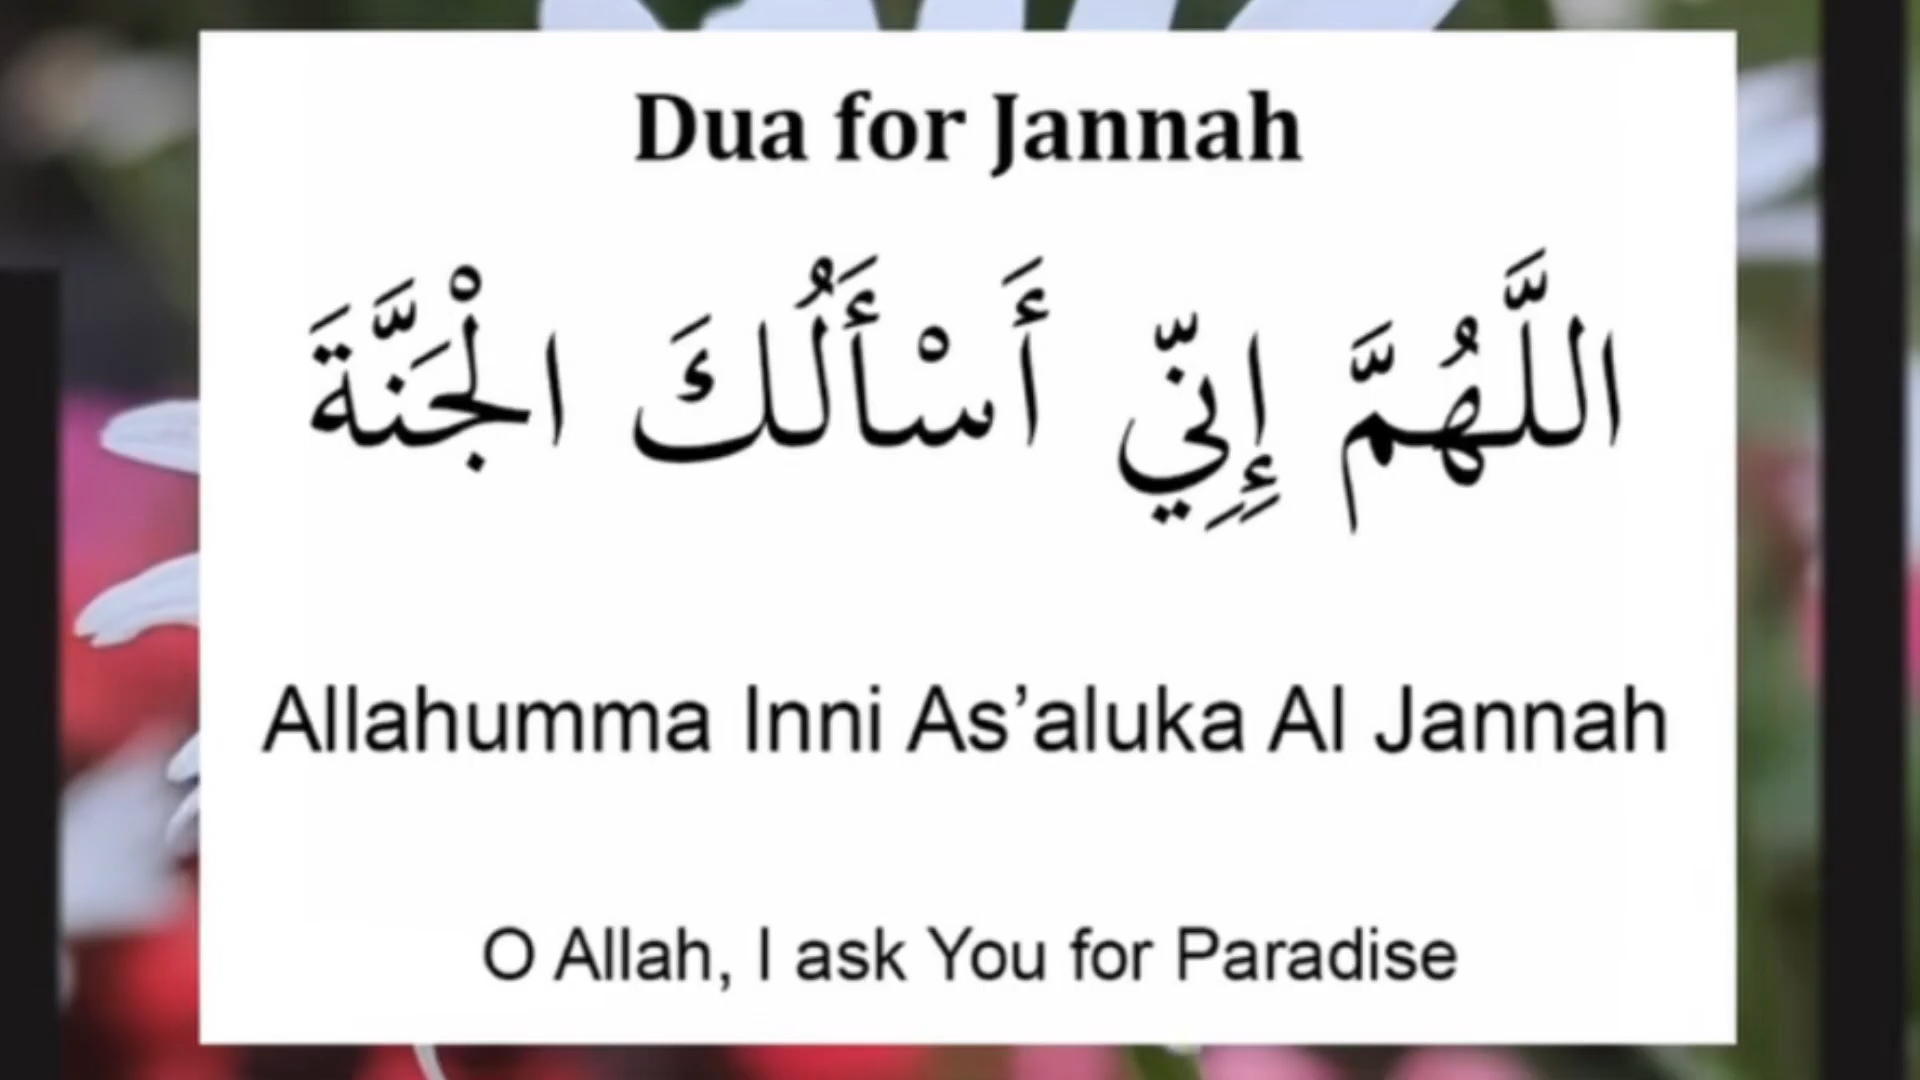 Dua for Jannah
اللَّهُمَّ إِنِّي أَسْأَلُكَ الْجَنَّةَ
Allahumma Inni As’aluka Al Jannah
O Allah, I ask You for Paradise